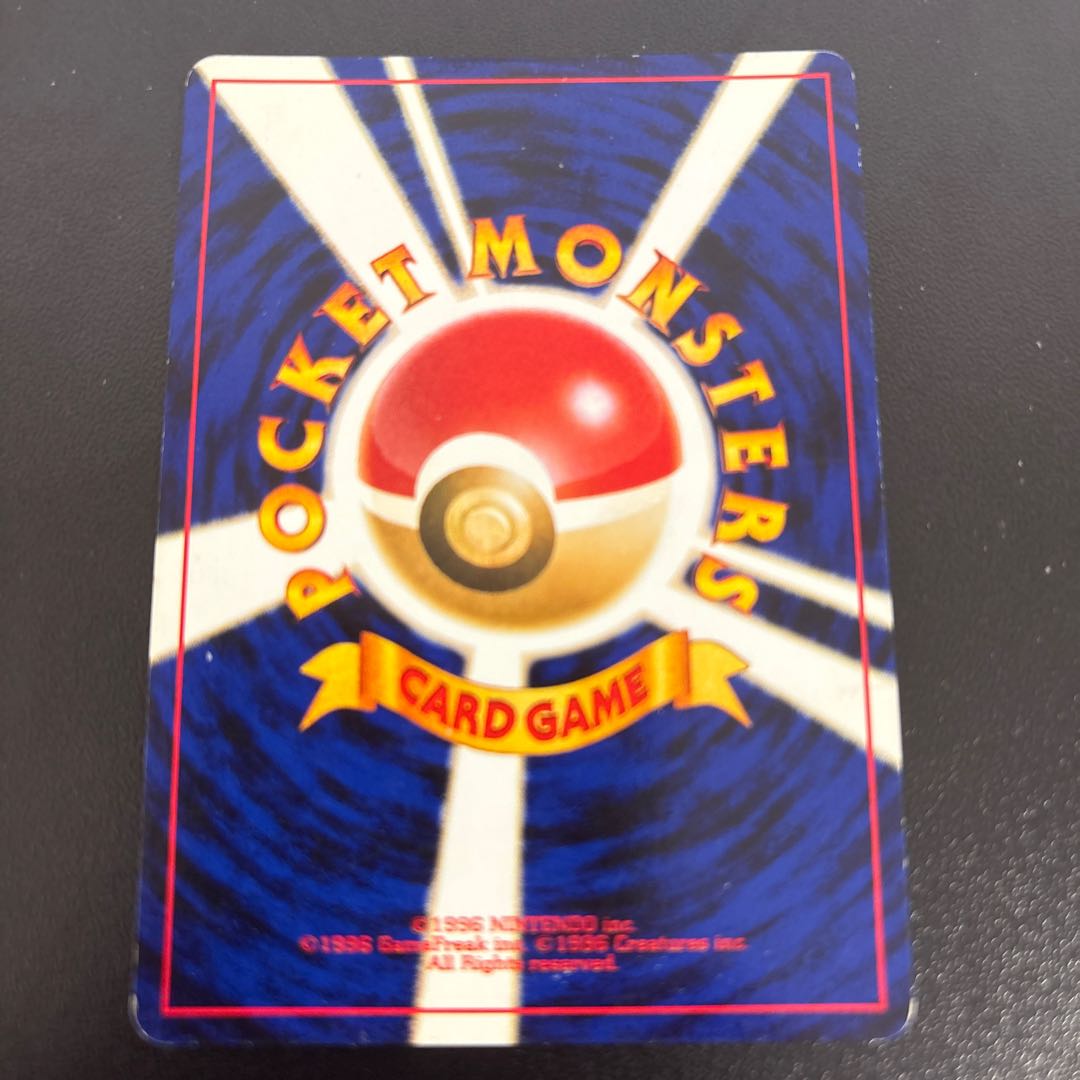 POCKET MONSTERS
CARD GAME
©1996 NINTENDO inc.
©1996 GameFreak inc. ©1996 Creatures inc.
All Rights reserved.